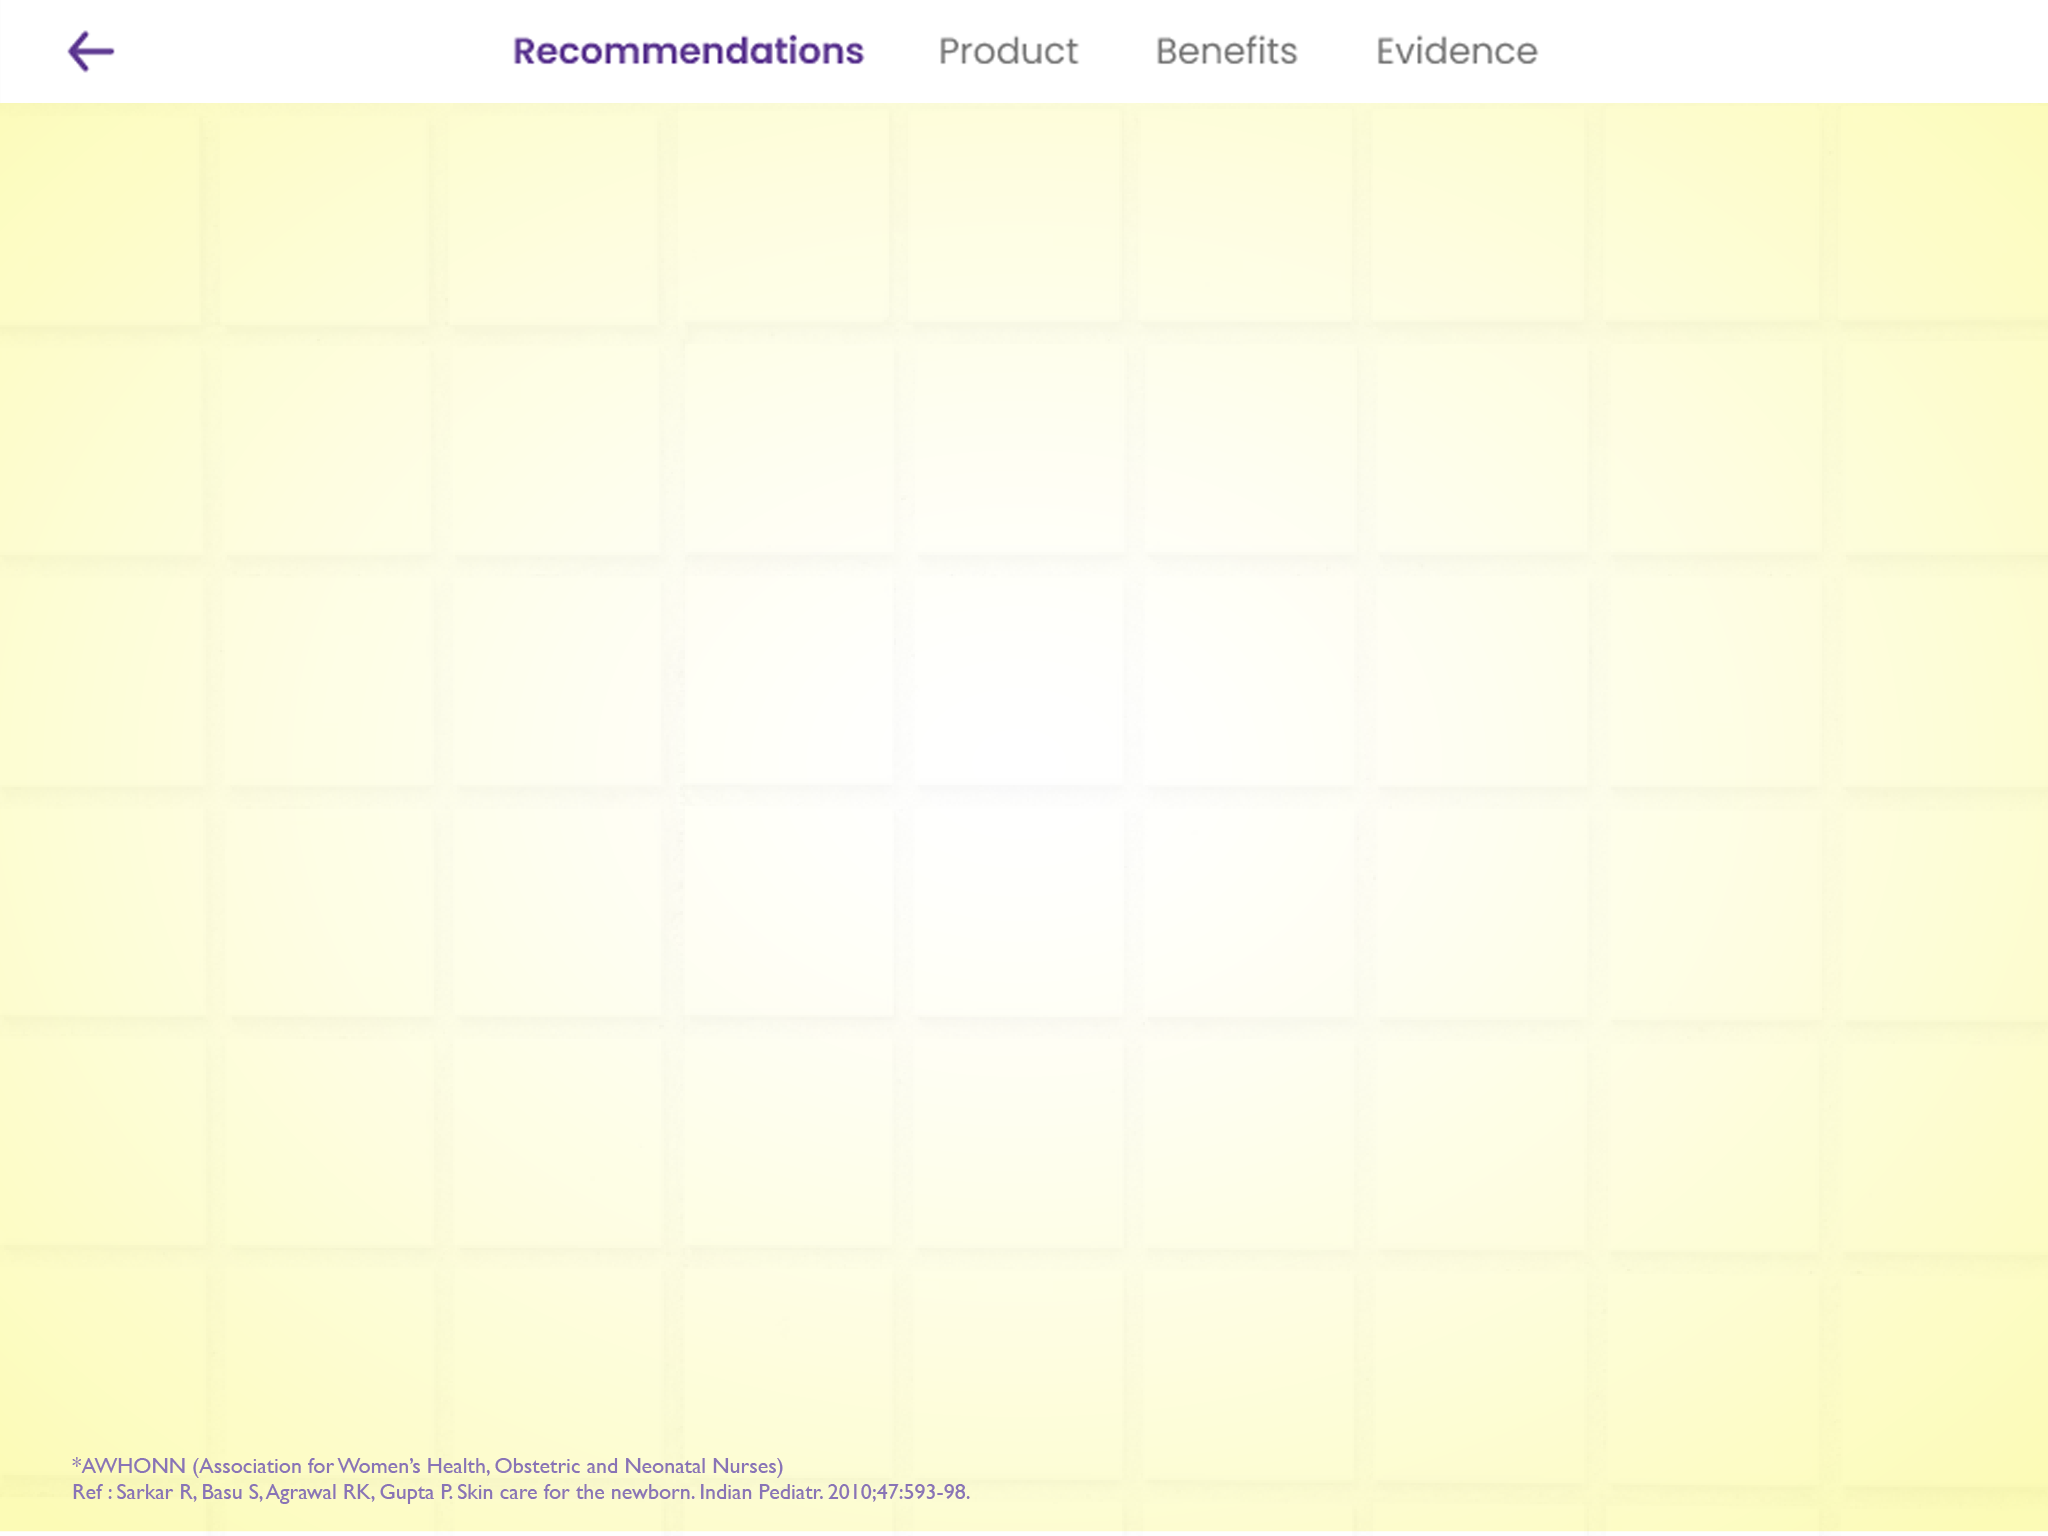 Recommendations Product Benefits Evidence
*AWHONN (Association for Women's Health, Obstetric and Neonatal Nurses)
Ref : Sarkar R, Basu S, Agrawal RK, Gupta P. Skin care for the newborn. Indian Pediatr. 2010;47:593-98.